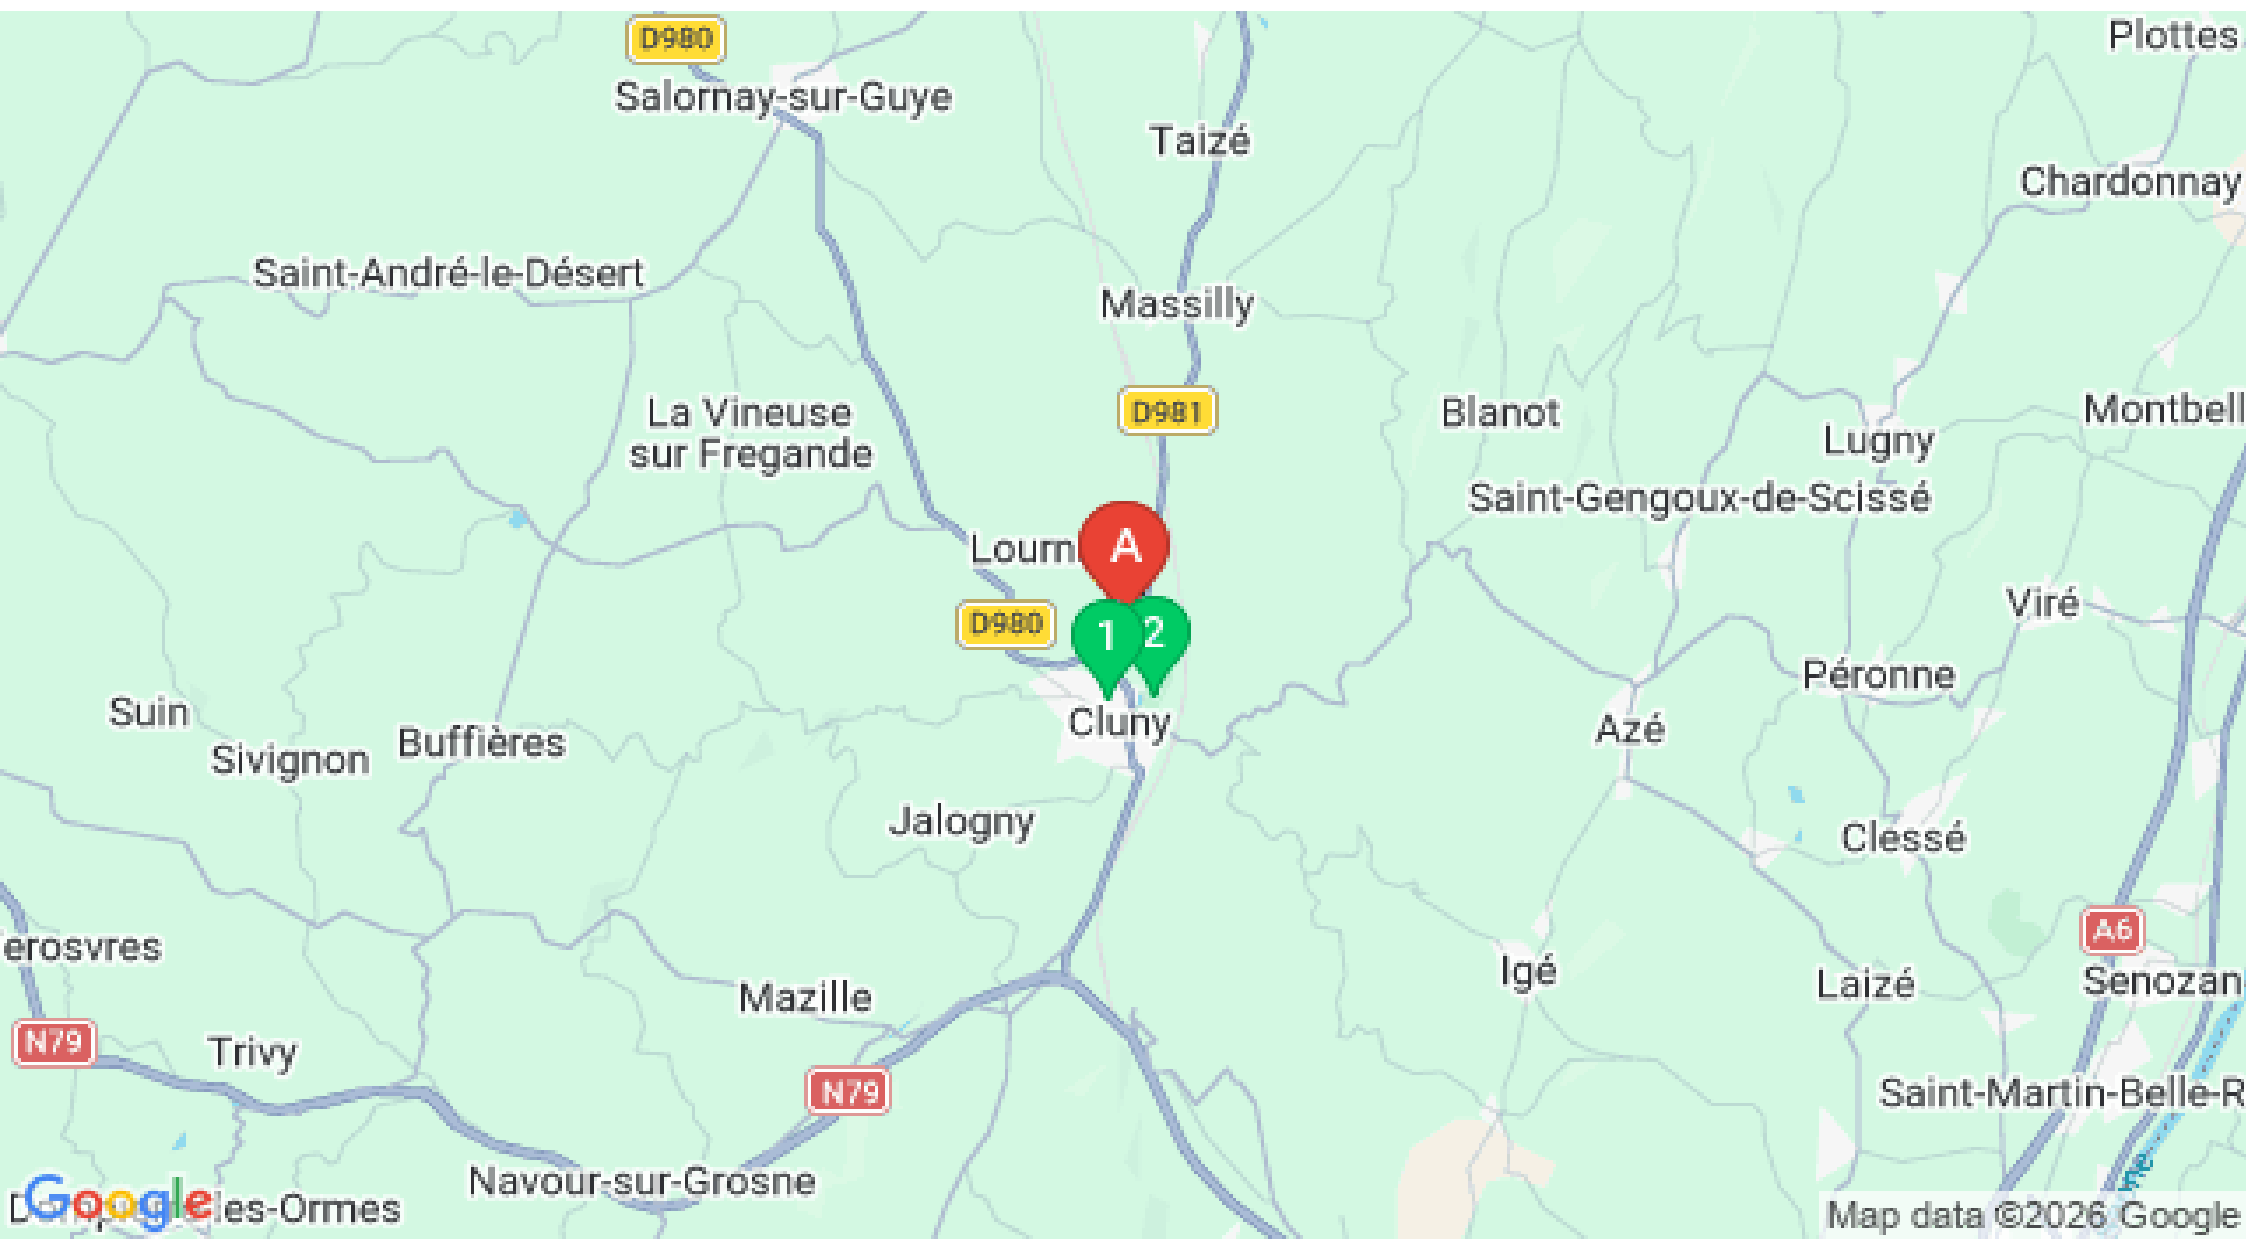 D980
Plottes
Salornay-sur-Guye
Taizé
Chardonnay
Saint-André-le-Désert
Massilly
La Vineuse
sur Fregande
D981
Blanot
Montbell
Lugny
Saint-Gengoux-de-Scissé
A
Lourn
D980
1
2
Viré
Péronne
Suin
Cluny
Azé
Buffières
Sivignon
Jalogny
Clessé
A6
erosvres
Igé
Laizé
Senozan
Mazille
N79
Trivy
N79
Saint-Martin-Belle-R
Navour-sur-Grosne
Google
les-Ormes
Map data ©2026 Google